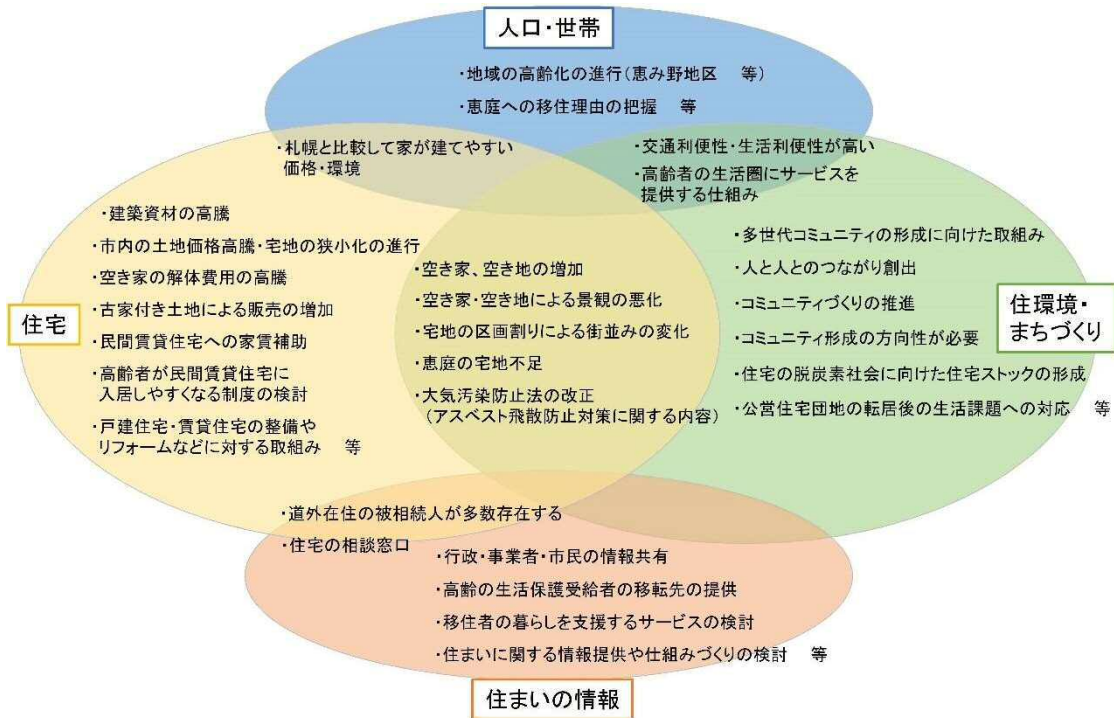 人口・世帯
・地域の高齢化の進行(恵み野地区　等)
・恵庭への移住理由の把握　等
・札幌と比較して家が建てやすい
価格・環境
・交通利便性・生活利便性が高い
・高齢者の生活圏にサービスを
提供する仕組み
住宅
・建築資材の高騰
・市内の土地価格高騰・宅地の狭小化の進行
・空き家の解体費用の高騰
・古家付き土地による販売の増加
・民間賃貸住宅への家賃補助
・高齢者が民間賃貸住宅に
入居しやすくなる制度の検討
・戸建住宅・賃貸住宅の整備や
リフォームなどに対する取組み　等
・空き家、空き地の増加
・空き家・空き地による景観の悪化
・宅地の区画割りによる街並みの変化
・恵庭の宅地不足
・大気汚染防止法の改正
(アスベスト飛散防止対策に関する内容)
住環境・
まちづくり
・多世代コミュニティの形成に向けた取組み
・人と人とのつながり創出
・コミュニティづくりの推進
・コミュニティ形成の方向性が必要
・住宅の脱炭素社会に向けた住宅ストックの形成
・公営住宅団地の転居後の生活課題への対応　等
・道外在住の被相続人が多数存在する
・住宅の相談窓口
・行政・事業者・市民の情報共有
・高齢の生活保護受給者の移転先の提供
・移住者の暮らしを支援するサービスの検討
・住まいに関する情報提供や仕組みづくりの検討　等
住まいの情報